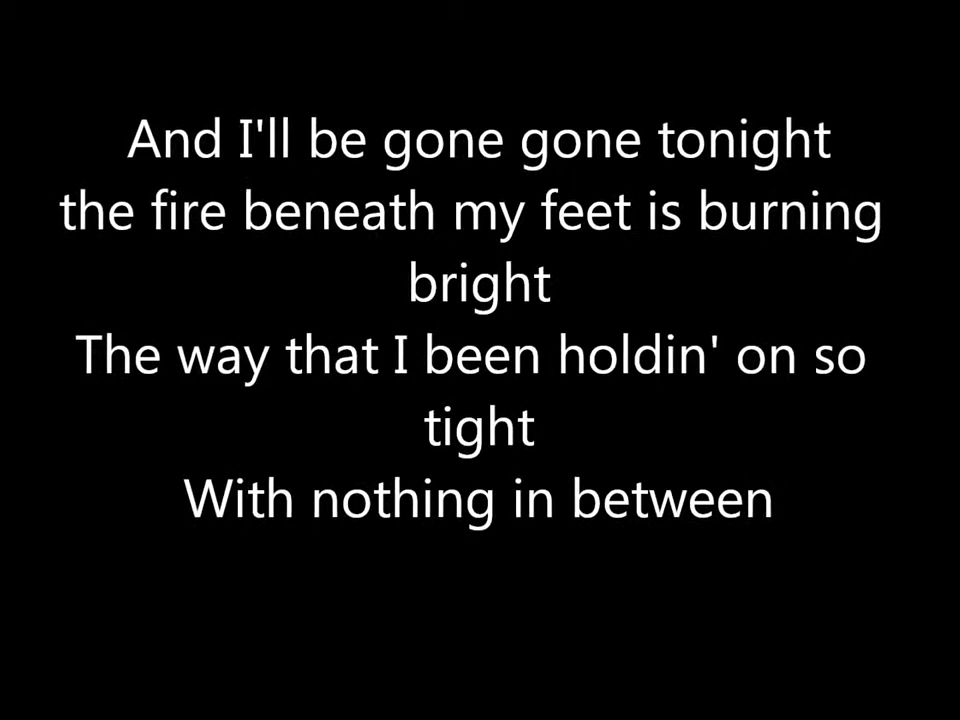 And I'll be gone gone tonight
the fire beneath my feet is burning
bright
The way that I been holdin' on so
tight
With nothing in between